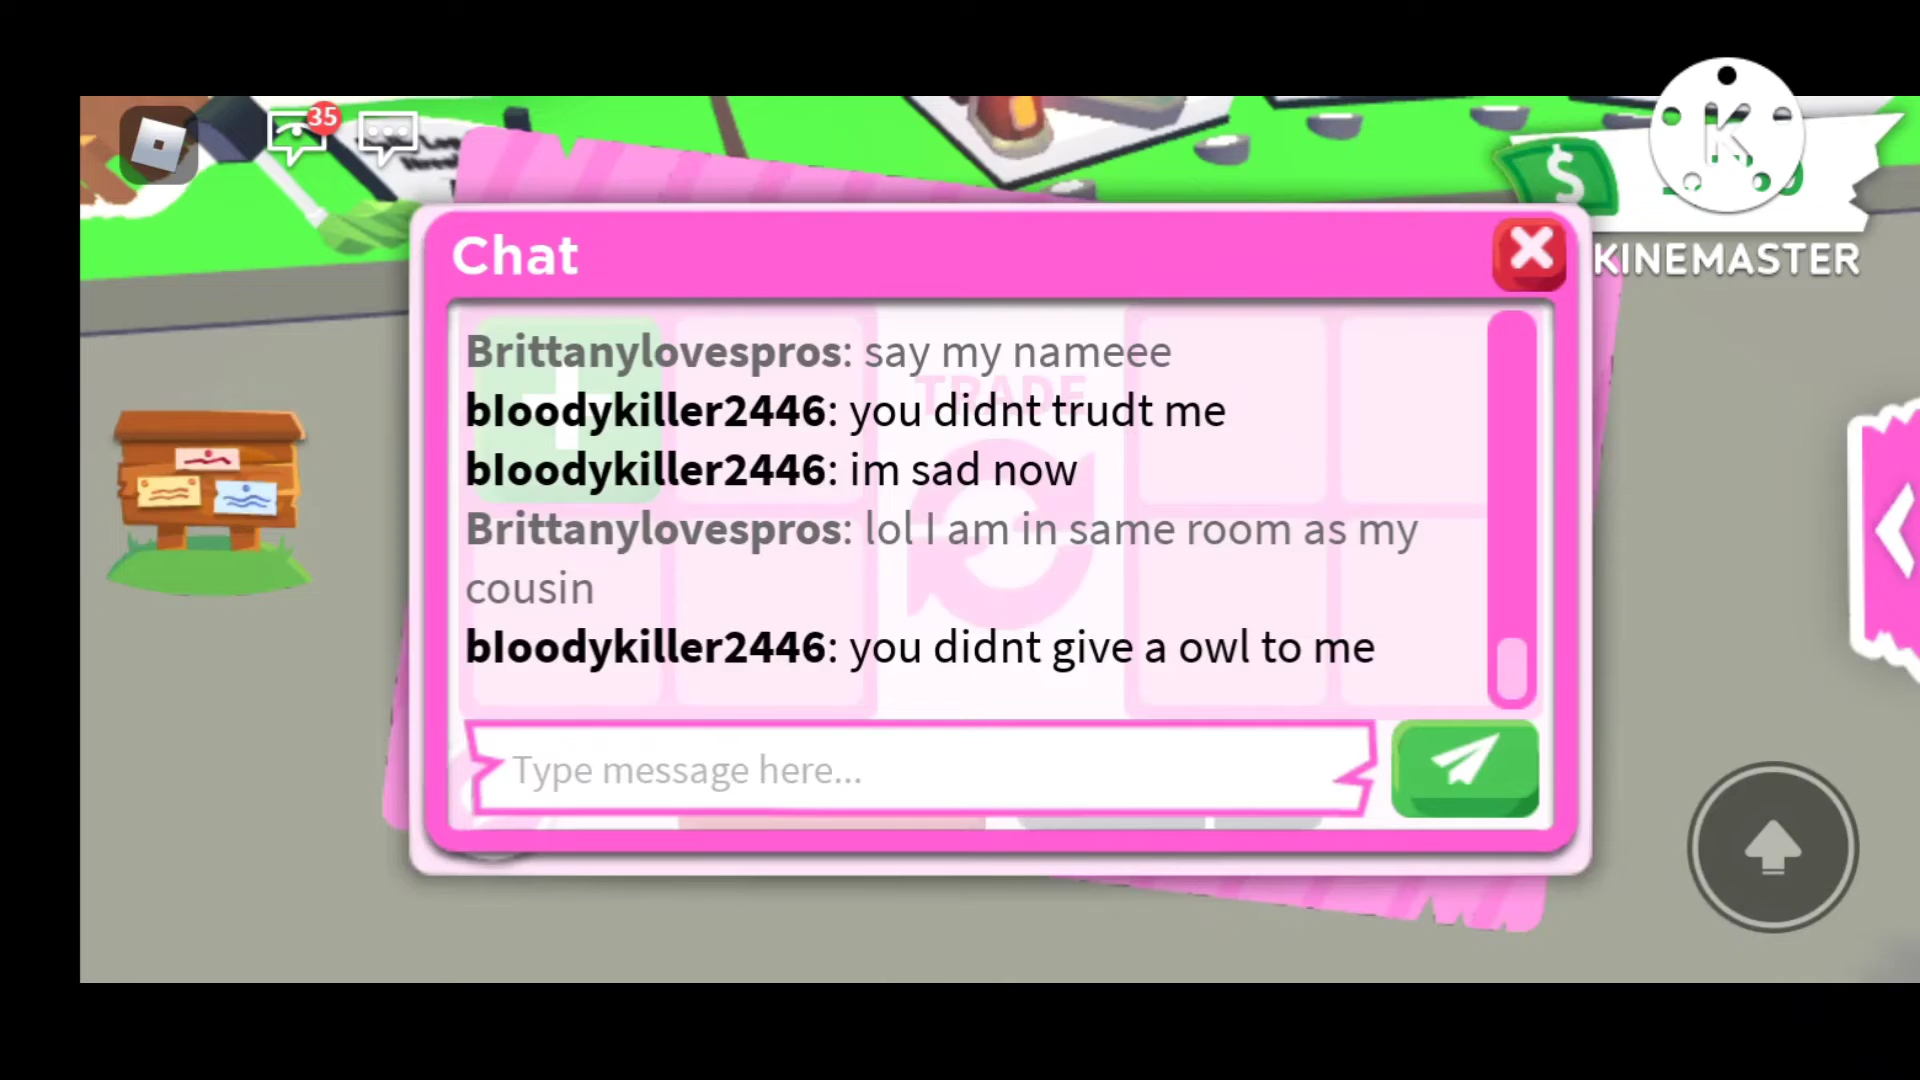 35
Chat
Brittanylovespros: say my nameee
bloodykiller2446: you didnt trudt me
bloodykiller2446: im sad now
Brittanylovespros: lol I am in same room as my
cousin
bloodykiller2446: you didnt give a owl to me
Type message here...
TRADE
K
KINEMASTER